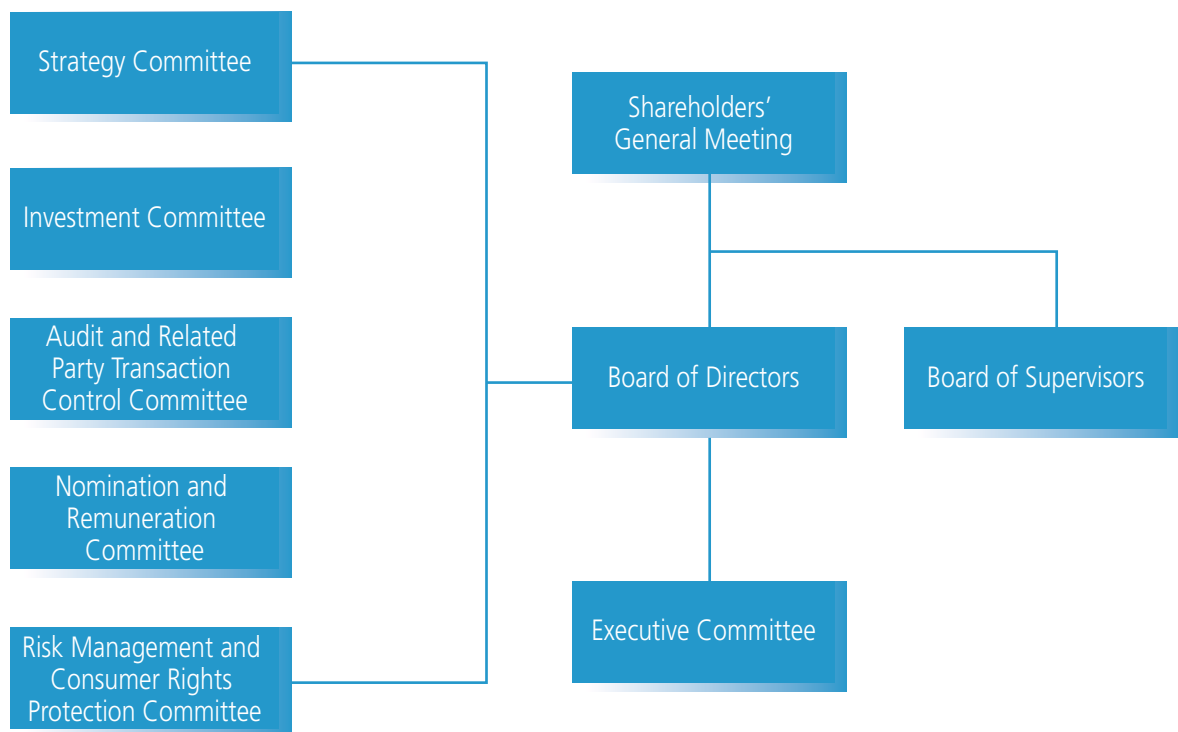 Strategy Committee
Investment Committee
Audit and Related
Party Transaction
Control Committee
Nomination and
Remuneration
Committee
Risk Management and
Consumer Rights
Protection Committee
Shareholders’
General Meeting
Board of Directors
Board of Supervisors
Executive Committee